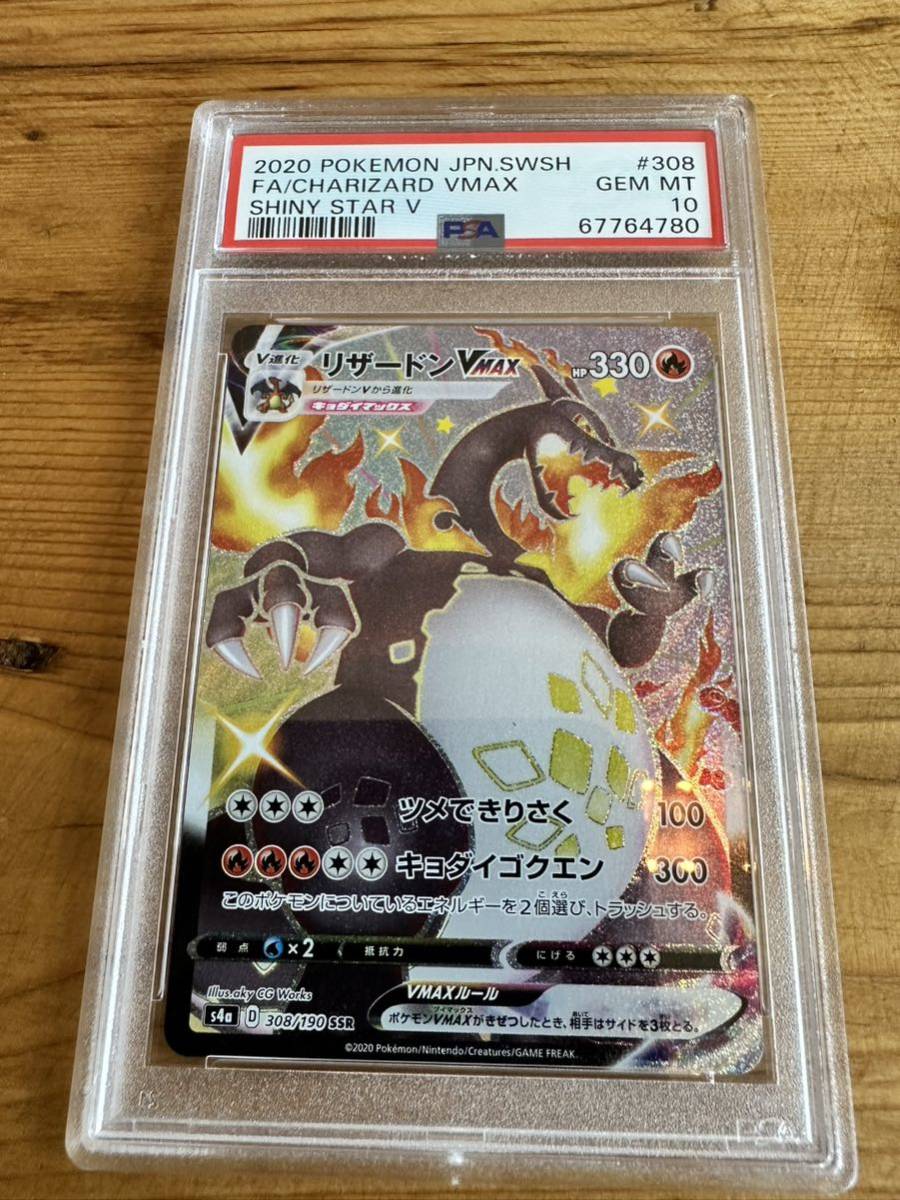 2020 POKEMON JPN.SWSH #308
FA/CHARIZARD VMAX GEM MT
SHINY STAR V 10
PSA 67764780
V進化 リザードンVMAX HP330
リザードンVから進化
キョダイマックス
ツメできりさく 100
キョダイゴクエン 300
このポケモンについているエネルギーを2個選び、トラッシュする。
弱点 ×2 抵抗力 にげる
Illus.aky CG Works
VMAXルール
s4a D 308/190 SSR
ポケモンVMAXがきぜつしたとき、相手はサイドを3枚とる。
©2020 Pokémon/Nintendo/Creatures/GAME FREAK